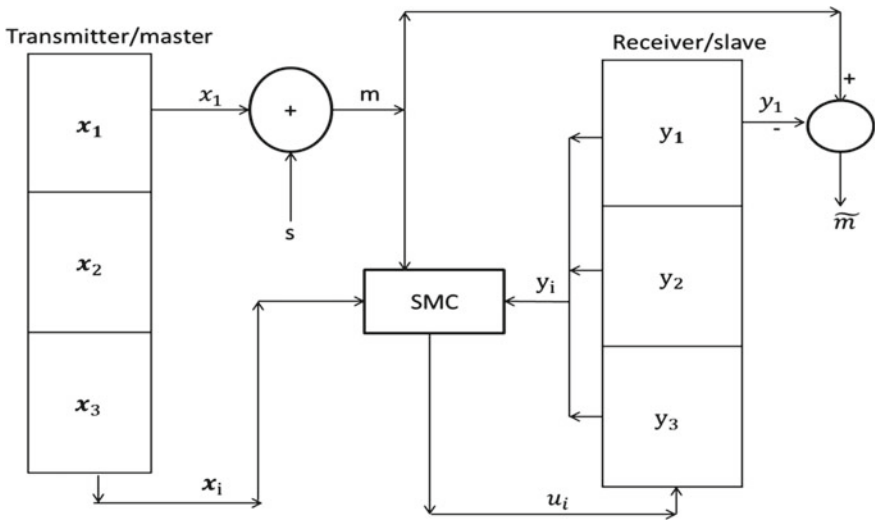 Transmitter/master
Receiver/slave
x₁
x₁
+
m
s
y₁
y₁
+
-
m̃
x₂
SMC
yᵢ
y₂
x₃
xᵢ
y₃
uᵢ